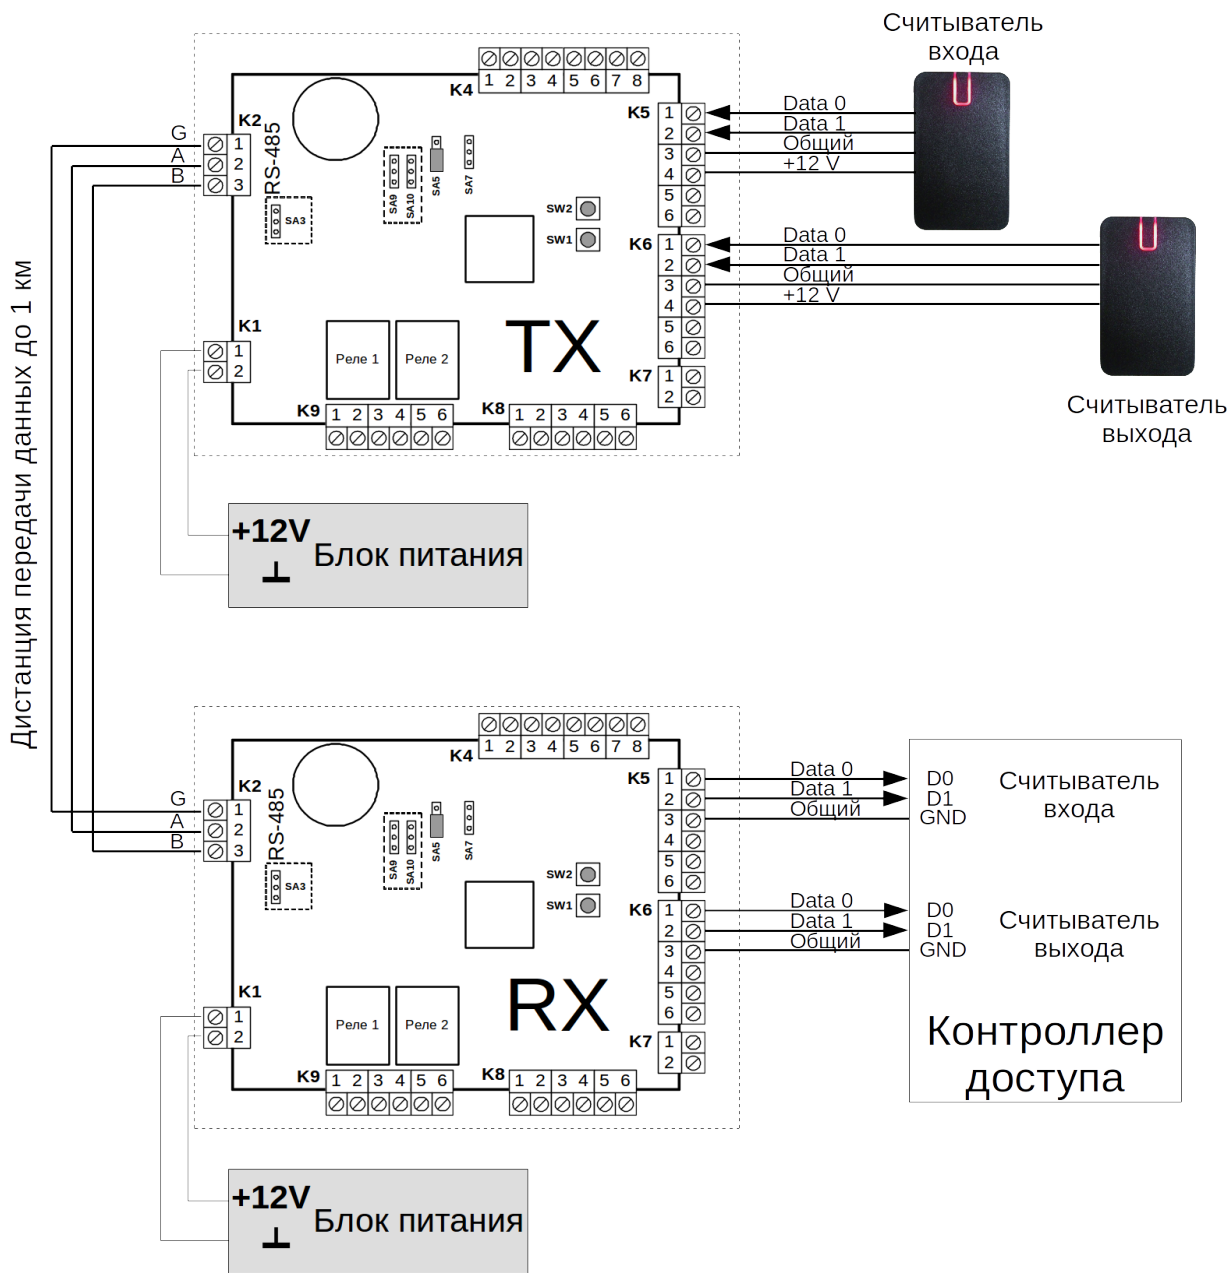 Считыватель
входа
K4
1 2 3 4 5 6 7 8
K5
1
2
3
4
5
6
Data 0
Data 1
Общий
+12 V
K2
1
2
3
G
A
B
RS-485
SA3
SA9
SA10
SA5
SA7
SW2
SW1
K6
1
2
3
4
5
6
Data 0
Data 1
Общий
+12 V
Считыватель
выхода
Дистанция передачи данных до 1 км
K1
1
2
Реле 1
Реле 2
TX
K7
1
2
K9
1 2 3 4 5 6
K8
1 2 3 4 5 6
+12V
Блок питания
K4
1 2 3 4 5 6 7 8
K5
1
2
3
4
5
6
Data 0
Data 1
Общий
D0
D1
GND
Считыватель
входа
K2
1
2
3
G
A
B
RS-485
SA3
SA9
SA10
SA5
SA7
SW2
SW1
K6
1
2
3
4
5
6
Data 0
Data 1
Общий
D0
D1
GND
Считыватель
выхода
K1
1
2
Реле 1
Реле 2
RX
K7
1
2
Контроллер
доступа
K9
1 2 3 4 5 6
K8
1 2 3 4 5 6
+12V
Блок питания